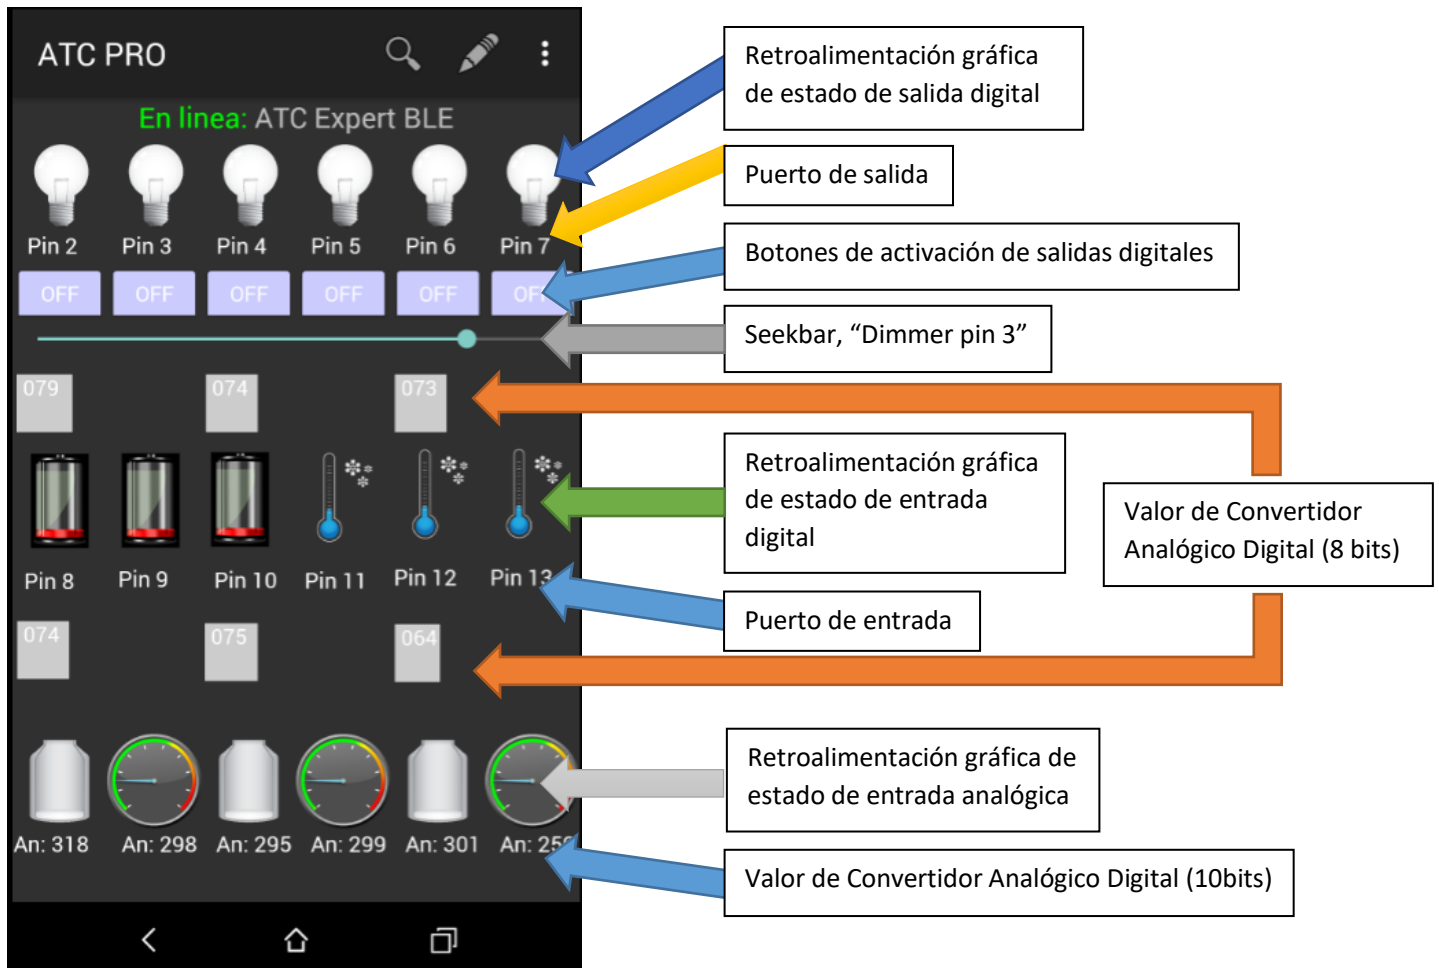 ATC PRO
En linea: ATC Expert BLE
Pin 2 Pin 3 Pin 4 Pin 5 Pin 6 Pin 7
OFF OFF OFF OFF OFF OFF
079 074 073
Pin 8 Pin 9 Pin 10 Pin 11 Pin 12 Pin 13
074 075 064
An: 318 An: 298 An: 295 An: 299 An: 301 An:
Retroalimentación gráfica
de estado de salida digital
Puerto de salida
Botones de activación de salidas digitales
Seekbar, “Dimmer pin 3”
Retroalimentación gráfica
de estado de entrada
digital
Valor de Convertidor
Analógico Digital (8 bits)
Puerto de entrada
Retroalimentación gráfica de
estado de entrada analógica
Valor de Convertidor Analógico Digital (10bits)